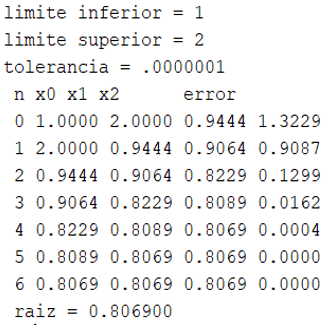 limite inferior = 1
limite superior = 2
tolerancia = .0000001
n x0 x1 x2 error
0 1.0000 2.0000 0.9444 1.3229
1 2.0000 0.9444 0.9064 0.9087
2 0.9444 0.9064 0.8229 0.1299
3 0.9064 0.8229 0.8089 0.0162
4 0.8229 0.8089 0.8069 0.0004
5 0.8089 0.8069 0.8069 0.0000
6 0.8069 0.8069 0.8069 0.0000
raiz = 0.806900